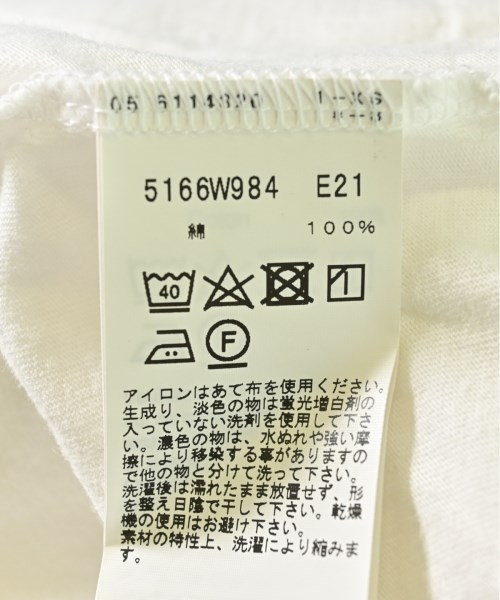 5166W984 E21
綿 100%
40
F
アイロンはあて布を使用ください。
生成り、淡色の物は蛍光増白剤の
入っていない洗剤を使用して下さ
い。濃色の物は、水ぬれや強い摩
擦により移染する事がありますの
で他の物と分けて洗って下さい。
洗濯後は濡れたまま放置せず、形
を整え日陰で干して下さい。乾燥
機の使用はお避け下さい。
素材の特性上、洗濯により縮みま
す。